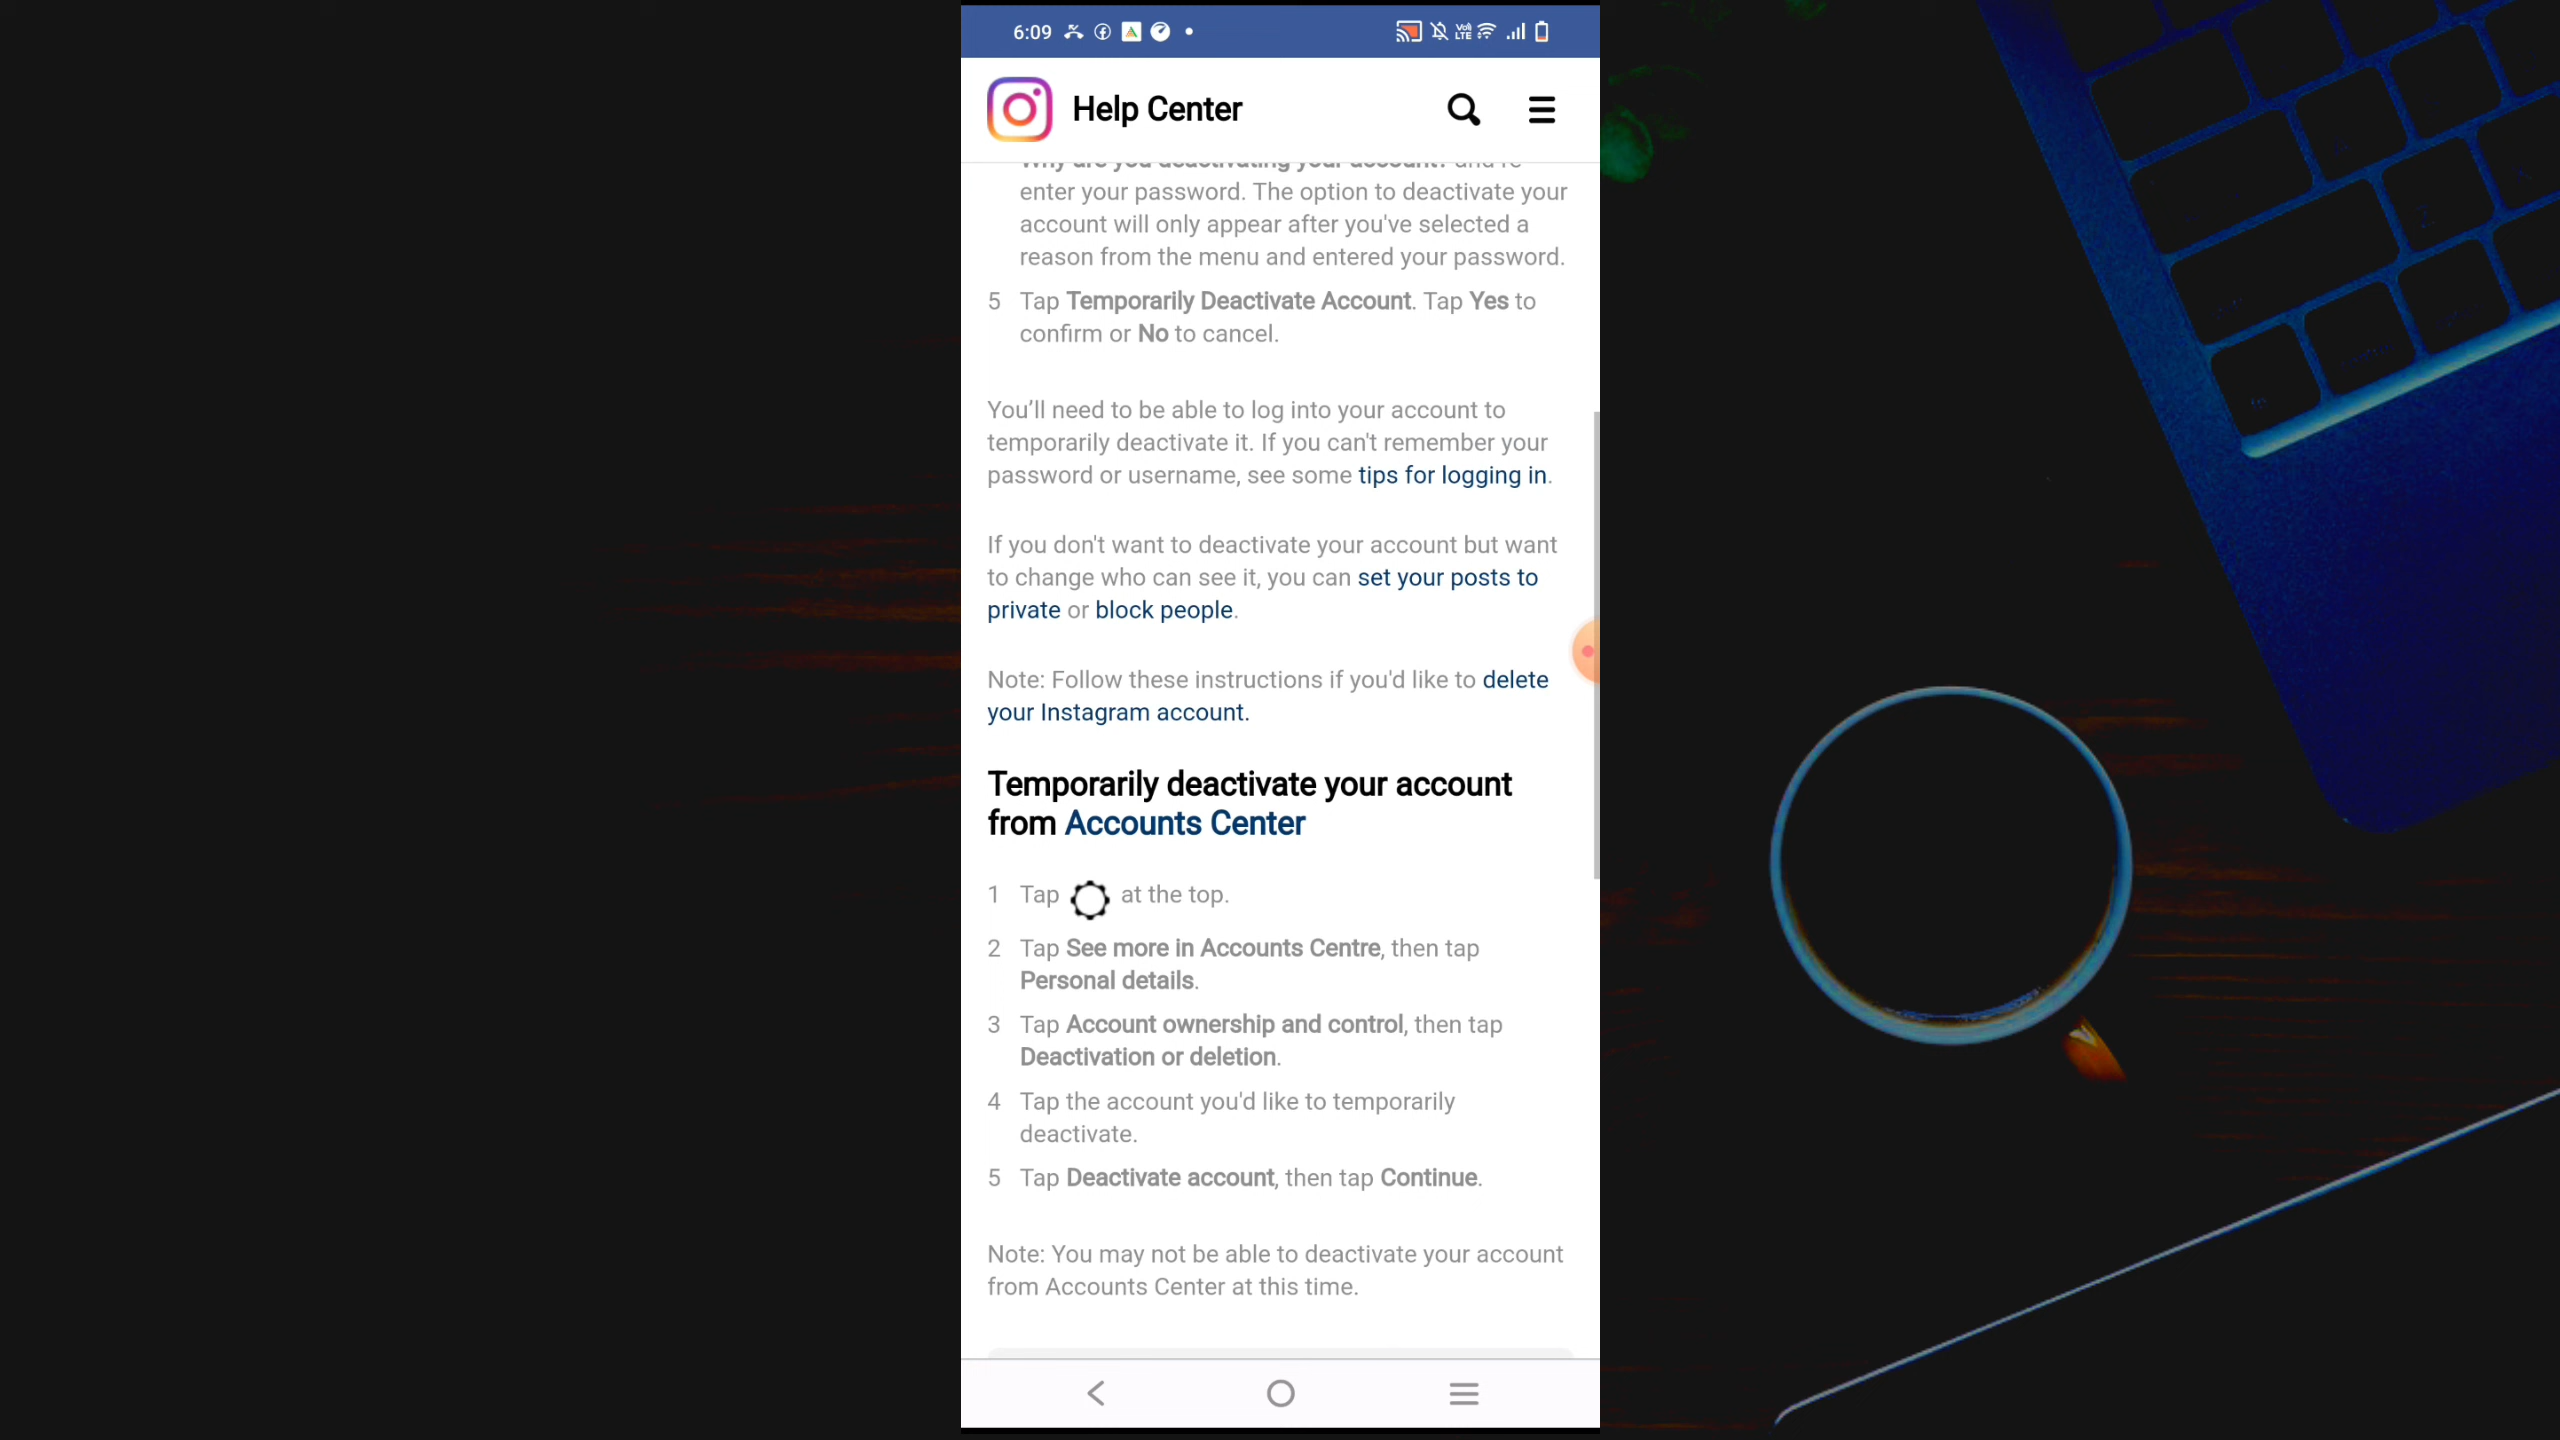 6:09
Help Center
Why are you deactivating your account? and re-
enter your password. The option to deactivate your
account will only appear after you've selected a
reason from the menu and entered your password.
5 Tap Temporarily Deactivate Account. Tap Yes to
confirm or No to cancel.
You’ll need to be able to log into your account to
temporarily deactivate it. If you can't remember your
password or username, see some tips for logging in.
If you don't want to deactivate your account but want
to change who can see it, you can set your posts to
private or block people.
Note: Follow these instructions if you'd like to delete
your Instagram account.
Temporarily deactivate your account
from Accounts Center
1 Tap at the top.
2 Tap See more in Accounts Centre, then tap
Personal details.
3 Tap Account ownership and control, then tap
Deactivation or deletion.
4 Tap the account you'd like to temporarily
deactivate.
5 Tap Deactivate account, then tap Continue.
Note: You may not be able to deactivate your account
from Accounts Center at this time.